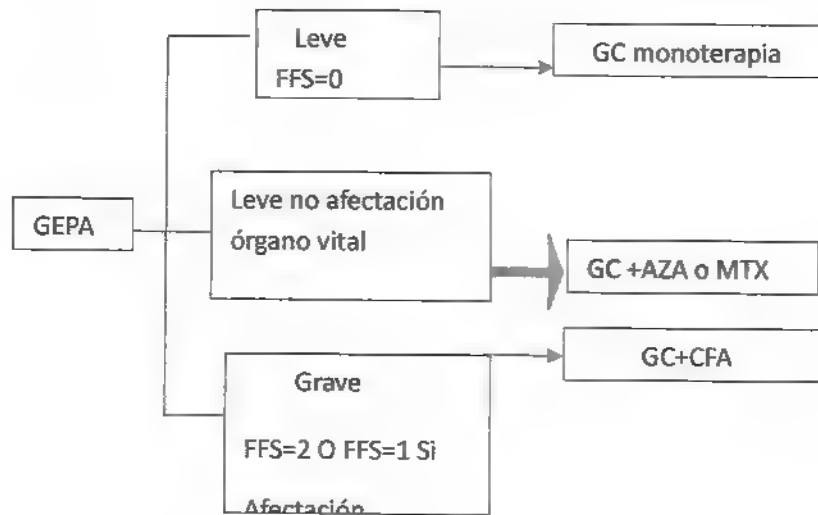 Leve
FFS=0
GC monoterapia
GEPA
Leve no afectación
órgano vital
GC +AZA o MTX
Grave
FFS=2 O FFS=1 Si
Afectación
GC+CFA